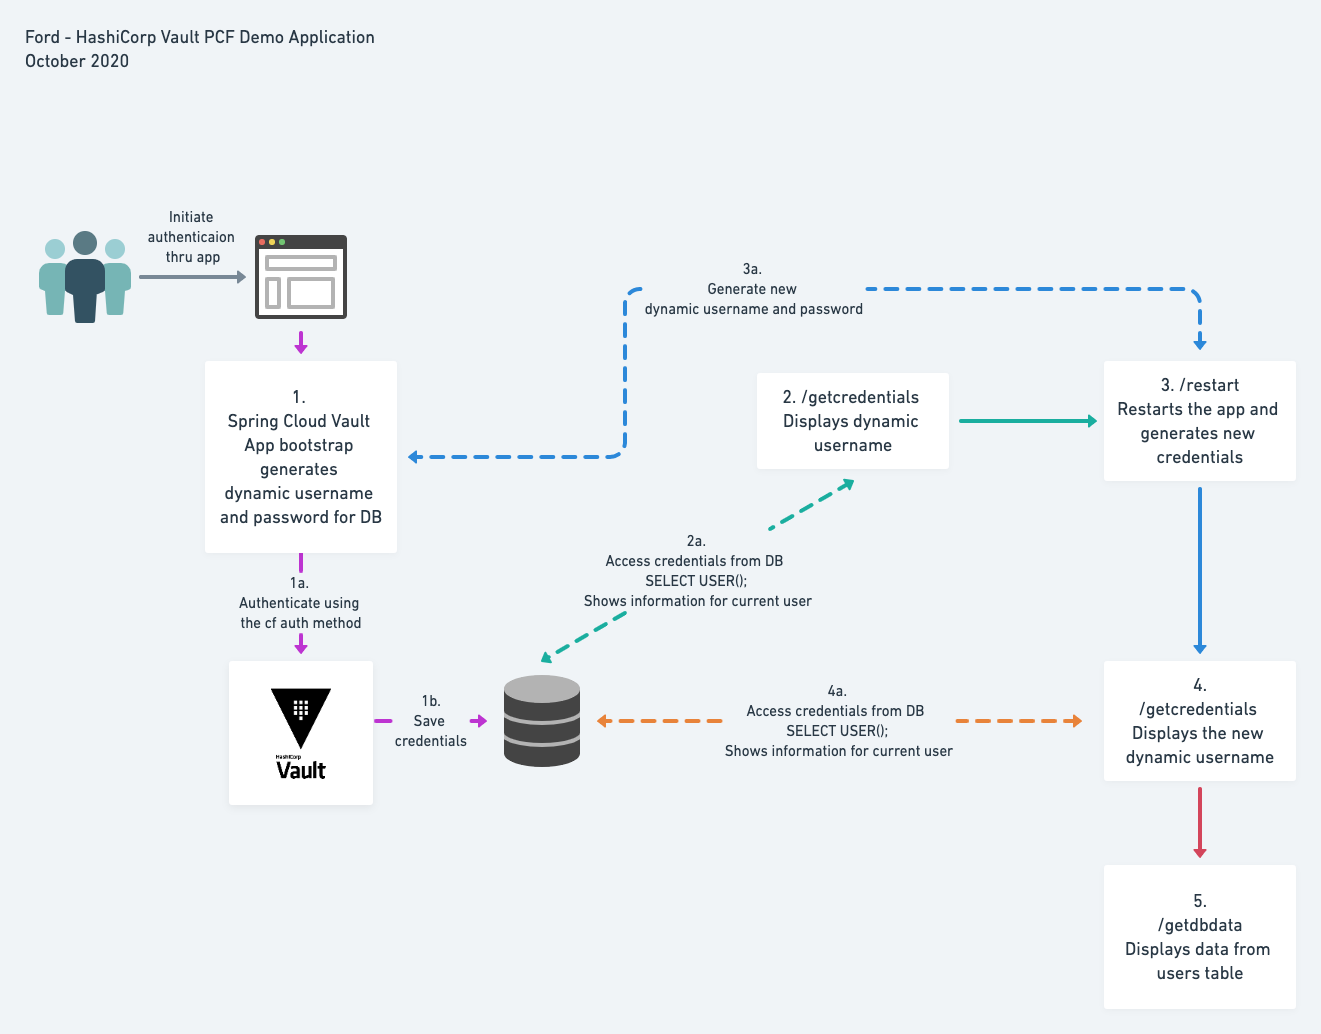 Ford - HashiCorp Vault PCF Demo Application
October 2020
Initiate
authenticaion
thru app
1.
Spring Cloud Vault
App bootstrap
generates
dynamic username
and password for DB
1a.
Authenticate using
the cf auth method
HashiCorp
Vault
1b.
Save
credentials
2. /getcredentials
Displays dynamic
username
2a.
Access credentials from DB
SELECT USER();
Shows information for current user
3a.
Generate new
dynamic username and password
3. /restart
Restarts the app and
generates new
credentials
4a.
Access credentials from DB
SELECT USER();
Shows information for current user
4.
/getcredentials
Displays the new
dynamic username
5.
/getdbdata
Displays data from
users table